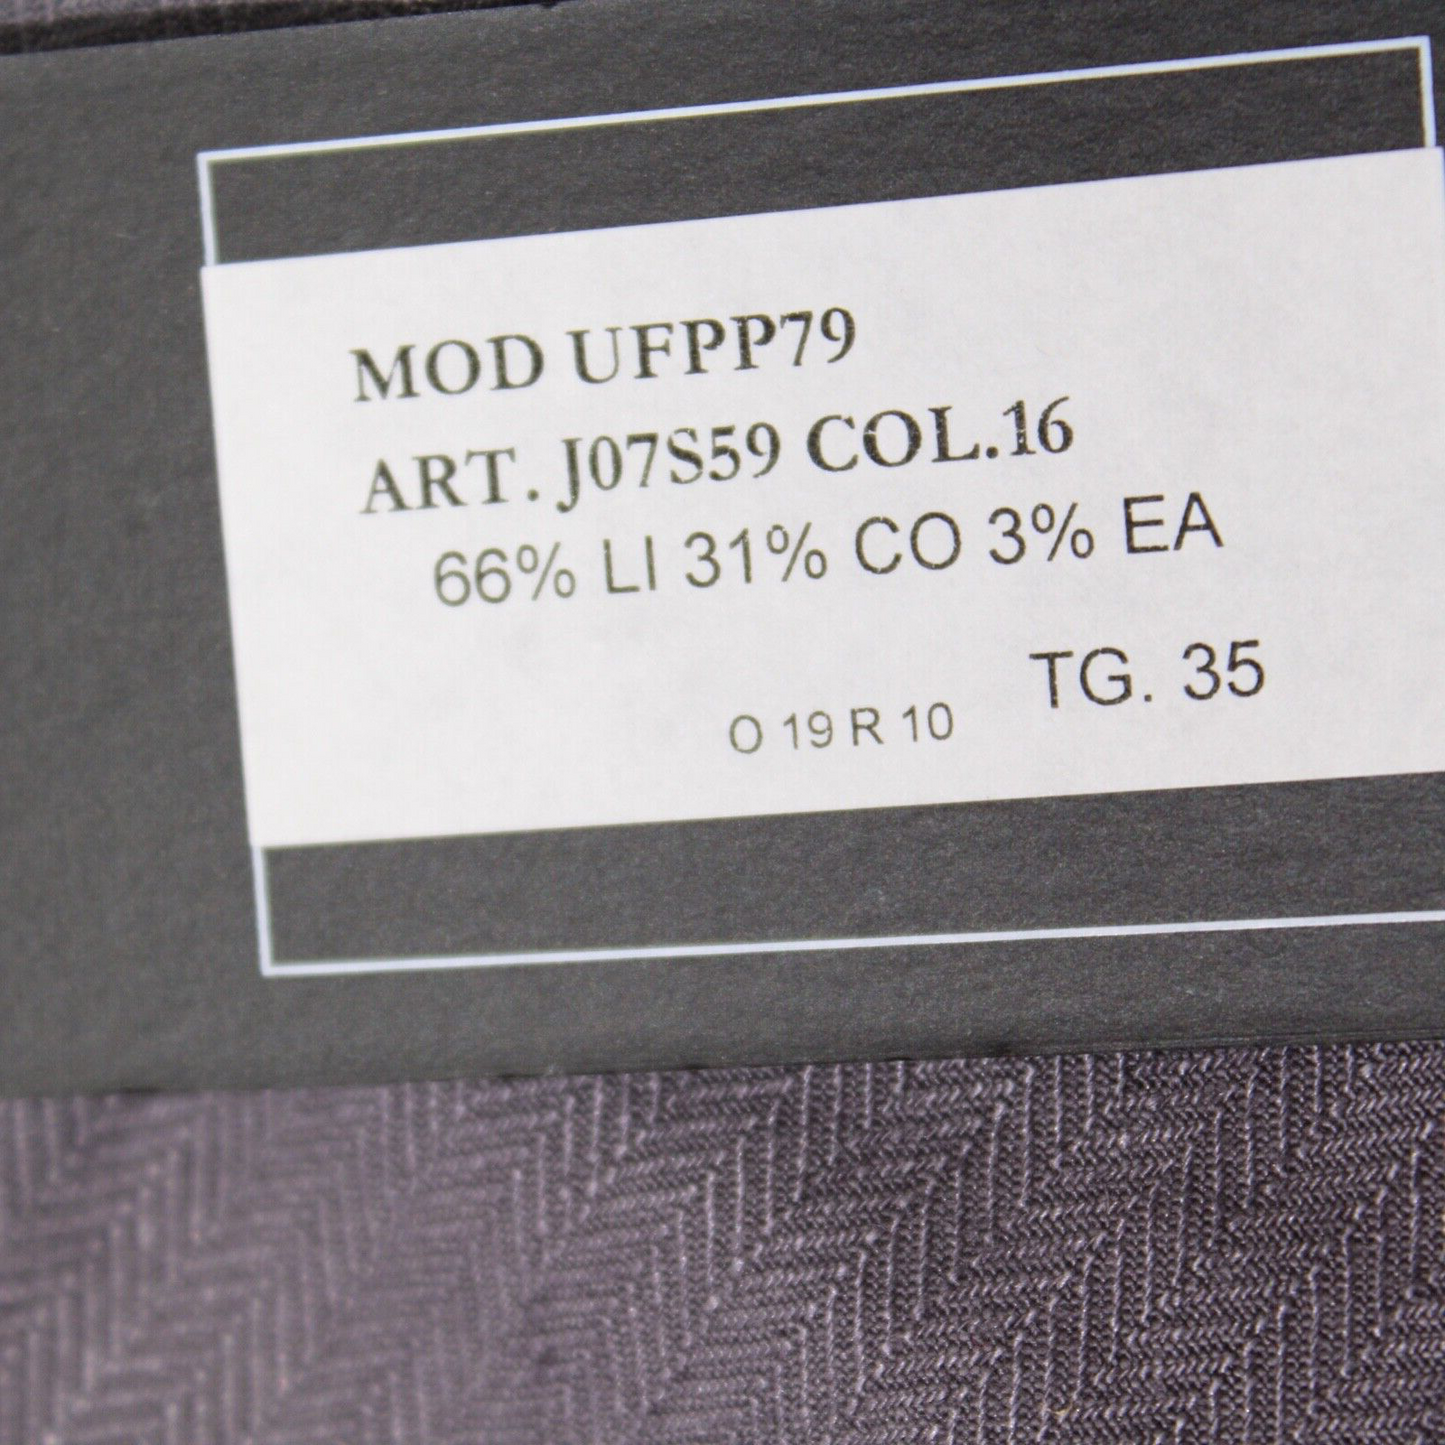 MOD UFPP79
ART. J07S59 COL.16
66% LI 31% CO 3% EA
TG. 35
O 19 R 10